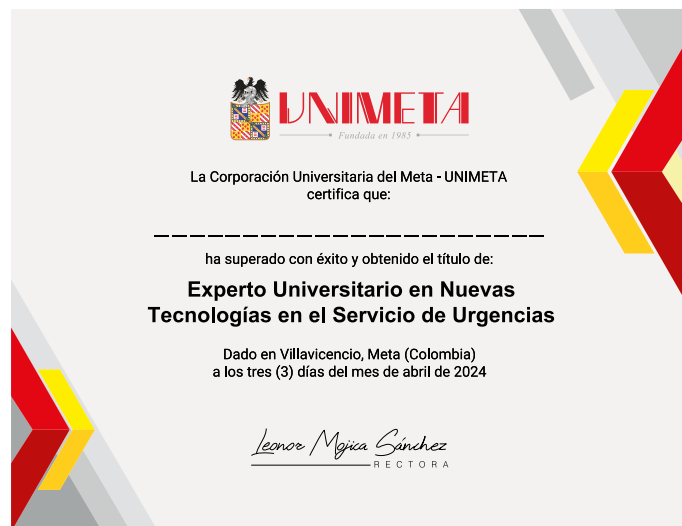 UNIMETA
Fundada en 1985
La Corporación Universitaria del Meta - UNIMETA
certifica que:
ha superado con éxito y obtenido el título de:
Experto Universitario en Nuevas
Tecnologías en el Servicio de Urgencias
Dado en Villavicencio, Meta (Colombia)
a los tres (3) días del mes de abril de 2024
Leonor Mojica Sánchez
RECTORA